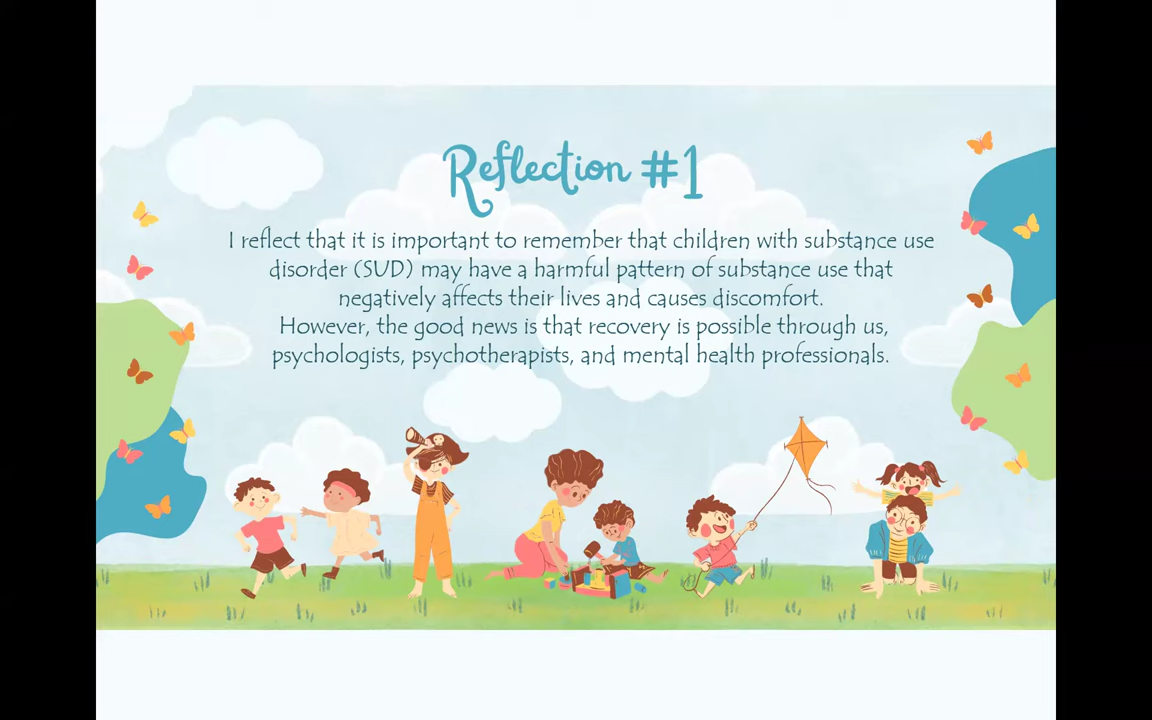 Reflection #1
I reflect that it is important to remember that children with substance use
disorder (SUD) may have a harmful pattern of substance use that
negatively affects their lives and causes discomfort.
However, the good news is that recovery is possible through us,
psychologists, psychotherapists, and mental health professionals.